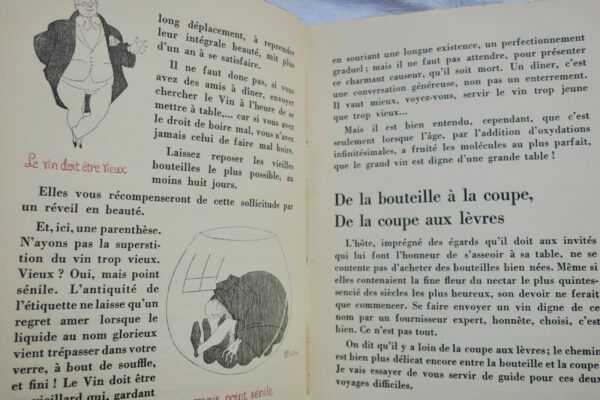 long déplacement, à reprendre
leur intégrale beauté, mit plus
d'un an à se satisfaire.
Il ne faut donc pas, si vous
avez des amis à dîner, envoyer
chercher le Vin à l'heure de se
mettre à table,... car si vous avez
le droit de boire mal, vous n'avez
jamais celui de faire mal boire.
Laissez reposer les vieilles
bouteilles le plus possible, au
moins huit jours.
Le vin doit être vieux
Elles vous récompenseront de cette sollicitude par
un réveil en beauté.
Et, ici, une parenthèse.
N'ayons pas la supersti-
tion du vin trop vieux.
Vieux ? Oui, mais point
sénile. L'antiquité de
l'étiquette ne laisse qu'un
regret amer lorsque le
liquide au nom glorieux
vient trépasser dans votre
verre, à bout de souffle,
et fini ! Le Vin doit être
vieillard qui, gardant
mais point sénile
en souriant une longue existence, un perfectionnement
graduel ; mais il ne faut pas attendre, pour présenter
ce charmant causeur, qu'il soit mort. Un dîner, c'est
une conversation généreuse, non pas un enterrement.
Il vaut mieux, voyez-vous, servir le vin trop jeune
que trop vieux...
Mais il est bien entendu, cependant, que c'est
seulement lorsque l'âge, par l'addition d'oxydations
infinitésimales, a fruité les molécules au plus parfait,
que le grand vin est digne d'une grande table !
De la bouteille à la coupe,
De la coupe aux lèvres
L'hôte, imprégné des égards qu'il doit aux invités
qui lui font l'honneur de s'asseoir à sa table, ne se
contente pas d'acheter des bouteilles bien nées. Même si
elles contenaient la fine fleur du nectar le plus quintes-
sencié des siècles les plus heureux, son devoir ne ferait
que commencer. Se faire envoyer un vin digne de ce
nom par un fournisseur expert, honnête, choisi, c'est
bien. Ce n'est pas tout.
On dit qu'il y a loin de la coupe aux lèvres ; le chemin
est bien plus délicat encore entre la bouteille et la coupe.
Je vais essayer de vous servir de guide pour ces deux
voyages difficiles.